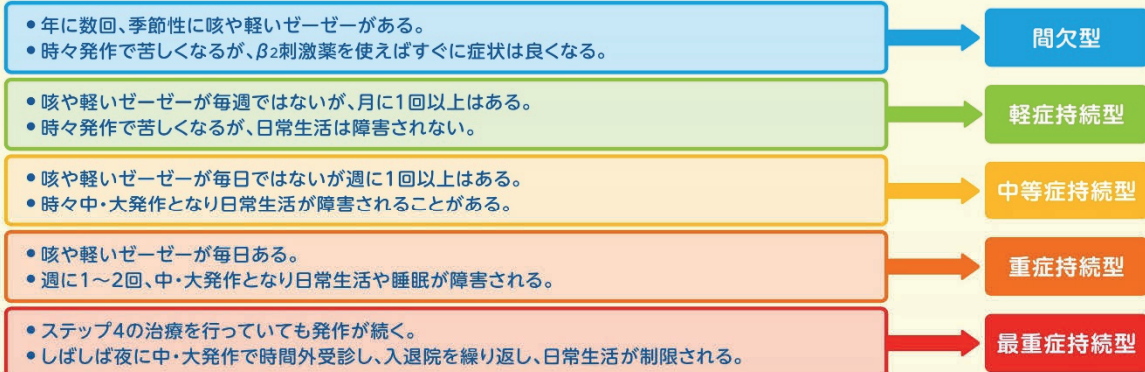 ● 年に数回、季節性に咳や軽いゼーゼーがある。
● 時々発作で苦しくなるが、β2刺激薬を使えばすぐに症状は良くなる。
間欠型
● 咳や軽いゼーゼーが毎週ではないが、月に1回以上はある。
● 時々発作で苦しくなるが、日常生活は障害されない。
軽症持続型
● 咳や軽いゼーゼーが毎日ではないが週に1回以上はある。
● 時々中・大発作となり日常生活が障害されることがある。
中等症持続型
● 咳や軽いゼーゼーが毎日ある。
● 週に1〜2回、中・大発作となり日常生活や睡眠が障害される。
重症持続型
● ステップ4の治療を行っていても発作が続く。
● しばしば夜に中・大発作で時間外受診し、入退院を繰り返し、日常生活が制限される。
最重症持続型